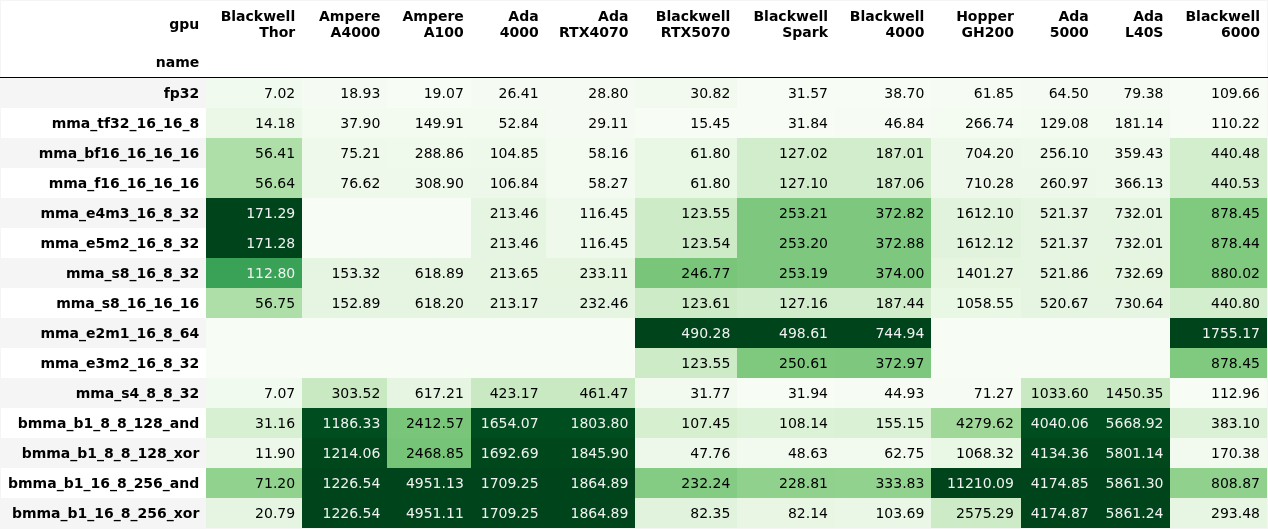 gpu Blackwell Thor Ampere A4000 Ampere A100 Ada 4000 Ada RTX4070 Blackwell RTX5070 Blackwell Spark Blackwell 4000 Hopper GH200 Ada 5000 Ada L40S Blackwell 6000
name
fp32 7.02 18.93 19.07 26.41 28.80 30.82 31.57 38.70 61.85 64.50 79.38 109.66
mma_tf32_16_16_8 14.18 37.90 149.91 52.84 29.11 15.45 31.84 46.84 266.74 129.08 181.14 110.22
mma_bf16_16_16_16 56.41 75.21 288.86 104.85 58.16 61.80 127.02 187.01 704.20 256.10 359.43 440.48
mma_f16_16_16_16 56.64 76.62 308.90 106.84 58.27 61.80 127.10 187.06 710.28 260.97 366.13 440.53
mma_e4m3_16_8_32 171.29 213.46 116.45 123.55 253.21 372.82 1612.10 521.37 732.01 878.45
mma_e5m2_16_8_32 171.28 213.46 116.45 123.54 253.20 372.88 1612.12 521.37 732.01 878.44
mma_s8_16_8_32 112.80 153.32 618.89 213.65 233.11 246.77 253.19 374.00 1401.27 521.86 732.69 880.02
mma_s8_16_16_16 56.75 152.89 618.20 213.17 232.46 123.61 127.16 187.44 1058.55 520.67 730.64 440.80
mma_e2m1_16_8_64 490.28 498.61 744.94 1755.17
mma_e3m2_16_8_32 123.55 250.61 372.97 878.45
mma_s4_8_8_32 7.07 303.52 617.21 423.17 461.47 31.77 31.94 44.93 71.27 1033.60 1450.35 112.96
bmma_b1_8_8_128_and 31.16 1186.33 2412.57 1654.07 1803.80 107.45 108.14 155.15 4279.62 4040.06 5668.92 383.10
bmma_b1_8_8_128_xor 11.90 1214.06 2468.85 1692.69 1845.90 47.76 48.63 62.75 1068.32 4134.36 5801.14 170.38
bmma_b1_16_8_256_and 71.20 1226.54 4951.13 1709.25 1864.89 232.24 228.81 333.83 11210.09 4174.85 5861.30 808.87
bmma_b1_16_8_256_xor 20.79 1226.54 4951.11 1709.25 1864.89 82.35 82.14 103.69 2575.29 4174.87 5861.24 293.48